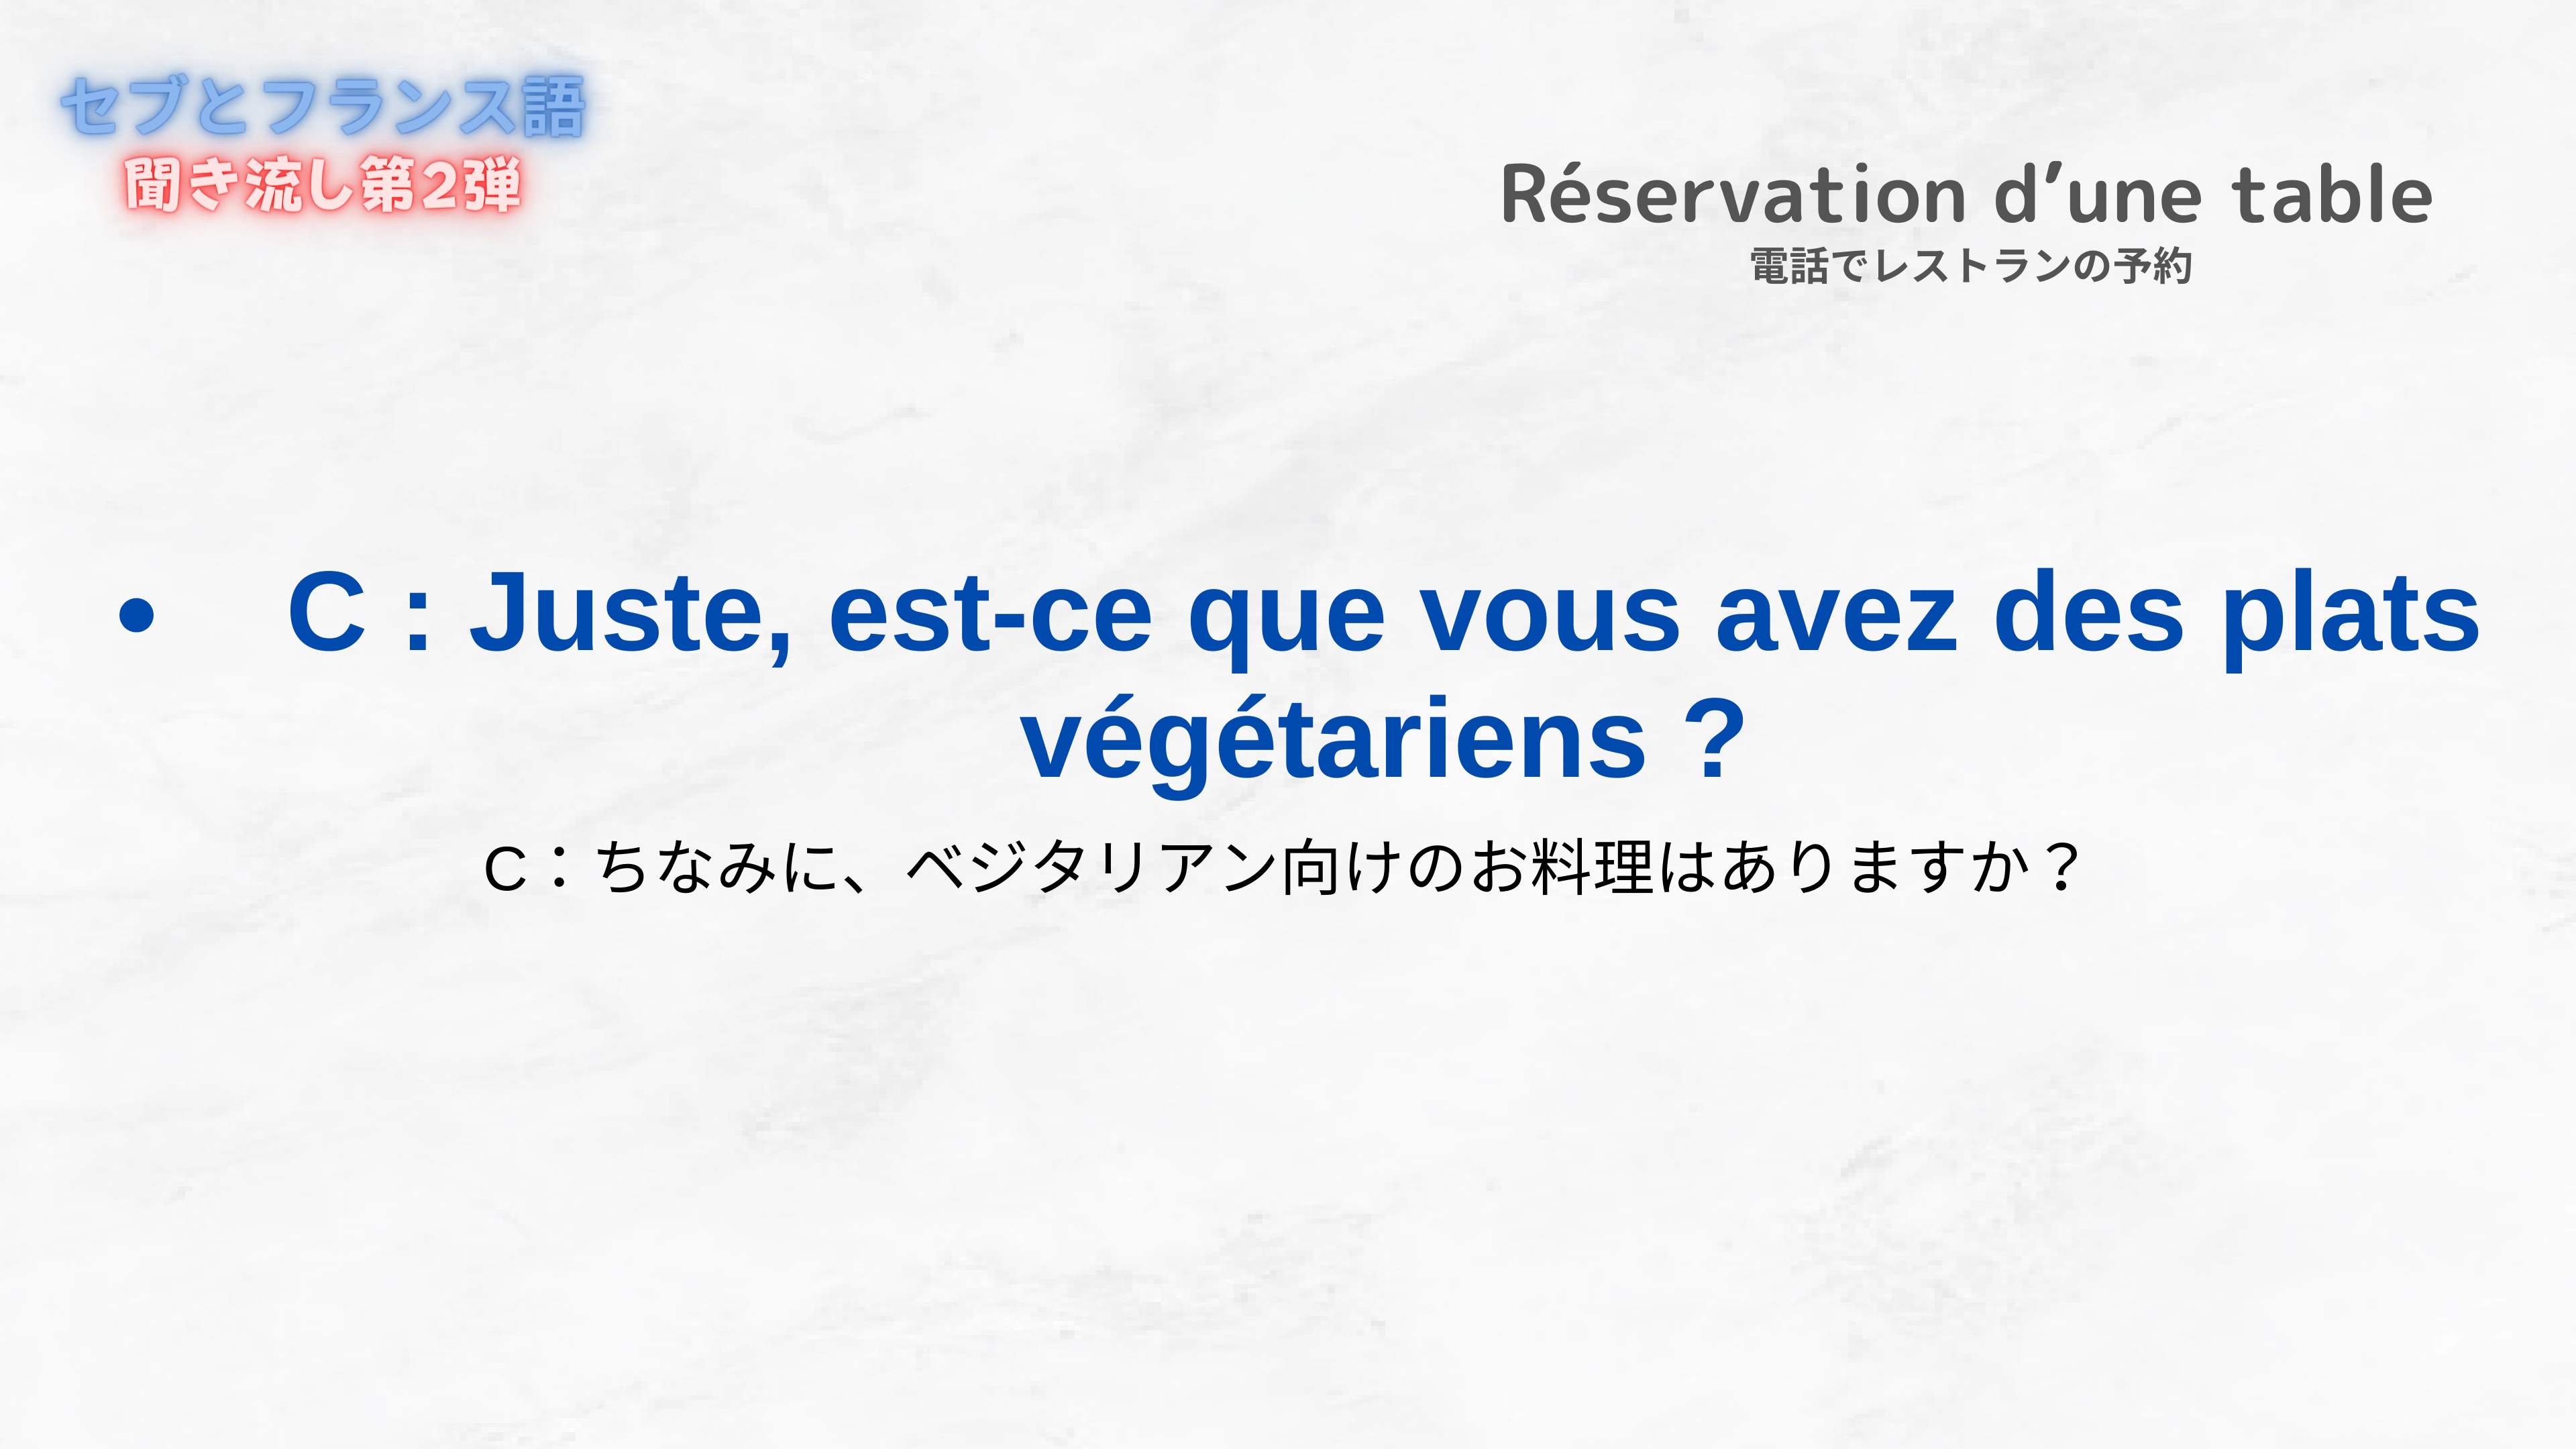 セブとフランス語
聞き流し第2弾
Réservation d’une table
電話でレストランの予約
• C : Juste, est-ce que vous avez des plats
végétariens ?
C：ちなみに、ベジタリアン向けのお料理はありますか？